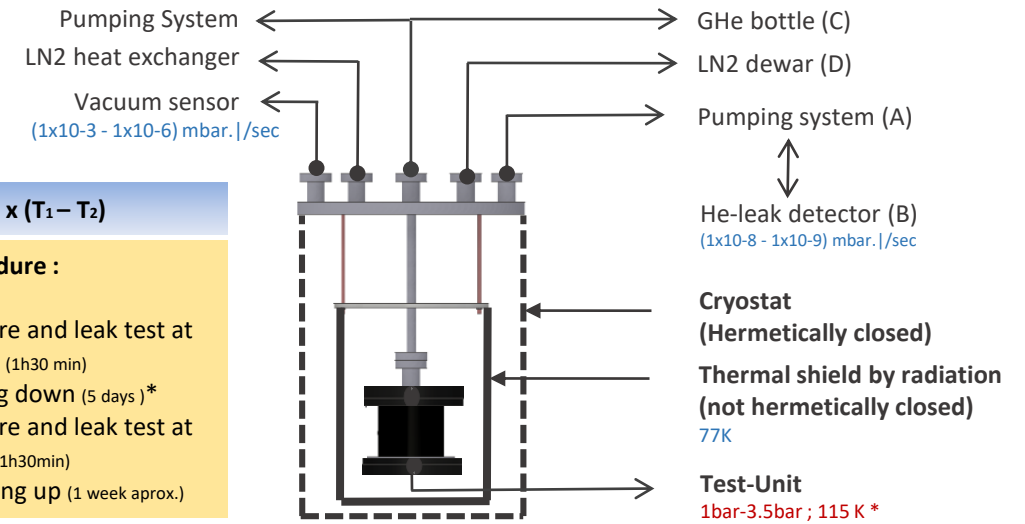 Pumping System
GHe bottle (C)
LN2 heat exchanger
LN2 dewar (D)
Vacuum sensor
(1x10-3 - 1x10-6) mbar.|/sec
Pumping system (A)
x (T1 – T2)
He-leak detector (B)
(1x10-8 - 1x10-9) mbar.|/sec
dure :
re and leak test at
(1h30 min)
g down (5 days )*
re and leak test at
1h30min)
ng up (1 week aprox.)
Cryostat
(Hermetically closed)
Thermal shield by radiation
(not hermetically closed)
77K
Test-Unit
1bar-3.5bar ; 115 K *